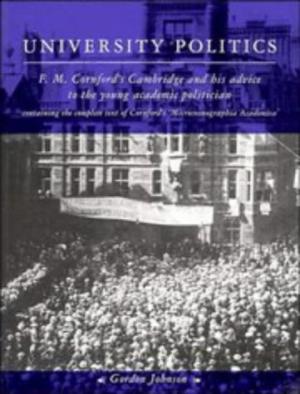 UNIVERSITY POLITICS
F. M. Cornford's Cambridge and his advice
to the young academic politician
containing the complete text of Cornford's 'Microcosmographia Academica'
Gordon Johnson